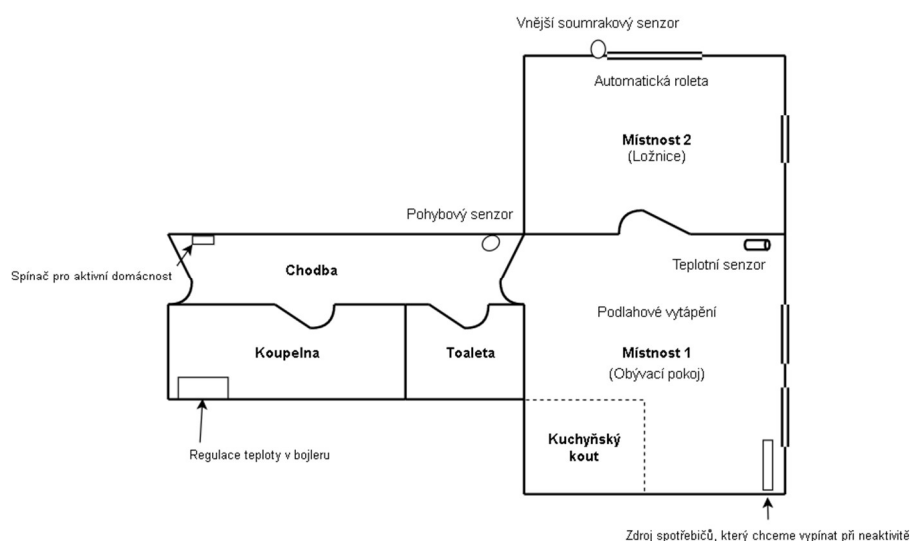 Vnější soumrakový senzor
Automatická roleta
Místnost 2
(Ložnice)
Pohybový senzor
Spínač pro aktivní domácnost
Chodba
Teplotní senzor
Podlahové vytápění
Koupelna
Toaleta
Místnost 1
(Obývací pokoj)
Regulace teploty v bojleru
Kuchyňský
kout
Zdroj spotřebičů, který chceme vypínat při neaktivitě